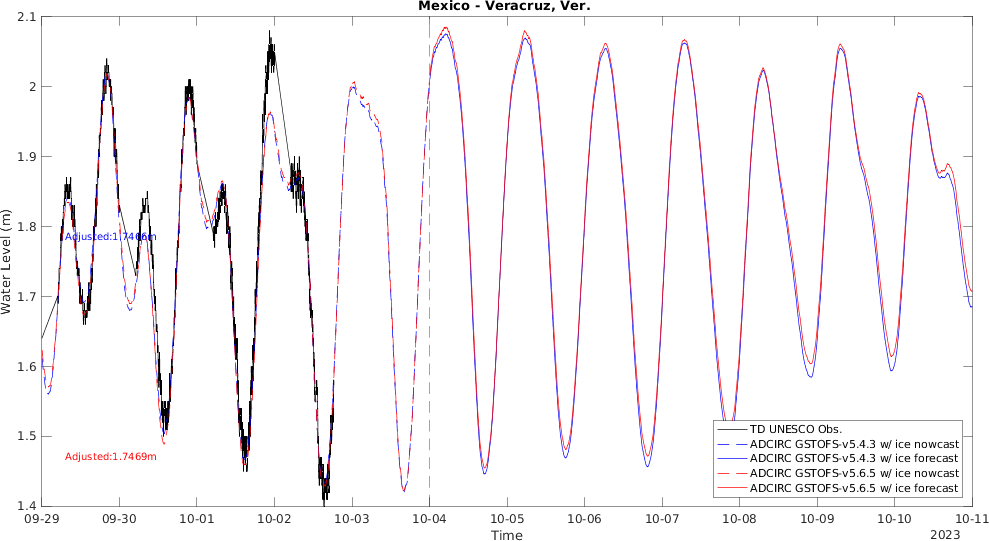 Mexico - Veracruz, Ver.
2.1
2
1.9
1.8
1.7
1.6
1.5
1.4
Water Level (m)
Adjusted:1.7466m
Adjusted:1.7469m
TD UNESCO Obs.
ADCIRC GSTOFS-v5.4.3 w/ ice nowcast
ADCIRC GSTOFS-v5.4.3 w/ ice forecast
ADCIRC GSTOFS-v5.6.5 w/ ice nowcast
ADCIRC GSTOFS-v5.6.5 w/ ice forecast
09-29 09-30 10-01 10-02 10-03 10-04 10-05 10-06 10-07 10-08 10-09 10-10 10-11
Time
2023